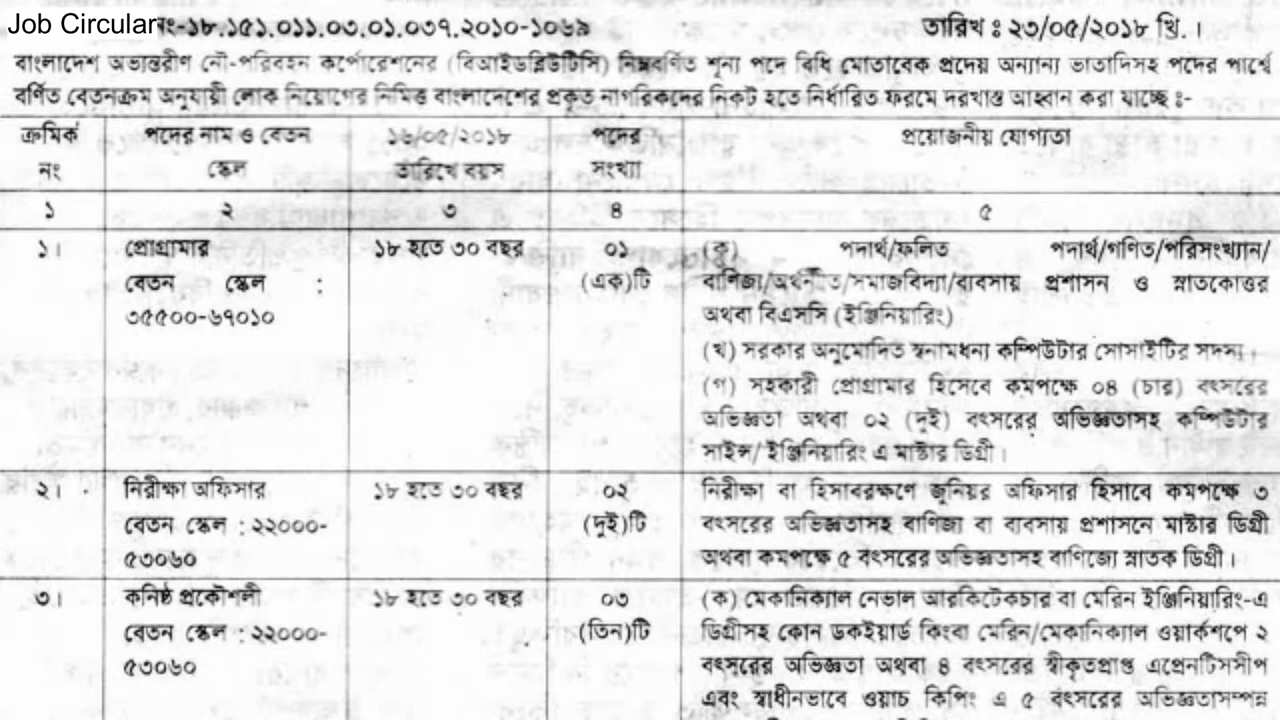 Job Circular নং-১৮.১৫১.০১১.০৩.০১.০৩৭.২০১০-১০৬৯ তারিখ ঃ ২৩/০৫/২০১৮ খ্রি.।
বাংলাদেশ অভ্যন্তরীণ নৌ-পরিবহন কর্পোরেশনের (বিআইডব্লিউটিসি) নিম্নবর্ণিত শূন্য পদে বিধি মোতাবেক প্রদেয় অন্যান্য ভাতাদিসহ পদের পার্শ্বে
বর্ণিত বেতনক্রম অনুযায়ী লোক নিয়োগের নিমিত্ত বাংলাদেশের প্রকৃত নাগরিকদের নিকট হতে নির্ধারিত ফরমে দরখাস্ত আহ্বান করা যাচ্ছে ঃ-
ক্রমিক পদের নাম ও বেতন ১৬/০৫/২০১৮ পদের প্রয়োজনীয় যোগ্যতা
নং স্কেল তারিখে বয়স সংখ্যা
১ ২ ৩ ৪ ৫
১। প্রোগ্রামার ১৮ হতে ৩০ বছর ০১ (ক) পদার্থ/ফলিত পদার্থ/গণিত/পরিসংখ্যান/
বেতন স্কেল : (এক)টি বাণিজ্য/অর্থনীতি/সমাজবিদ্যা/ব্যবসায় প্রশাসন ও স্নাতকোত্তর
৩৫৫০০-৬৭০১০ অথবা বিএসসি (ইঞ্জিনিয়ারিং)
(খ) সরকার অনুমোদিত স্বনামধন্য কম্পিউটার সোসাইটির সদস্য।
(গ) সহকারী প্রোগ্রামার হিসেবে কমপক্ষে ০৪ (চার) বৎসরের
অভিজ্ঞতা অথবা ০২ (দুই) বৎসরের অভিজ্ঞতাসহ কম্পিউটার
সাইন্স/ ইঞ্জিনিয়ারিং এ মাস্টার ডিগ্রী।
২। নিরীক্ষা অফিসার ১৮ হতে ৩০ বছর ০২ নিরীক্ষা বা হিসাবরক্ষণে জুনিয়র অফিসার হিসাবে কমপক্ষে ৩
বেতন স্কেল : ২২০০০- (দুই)টি বৎসরের অভিজ্ঞতাসহ বাণিজ্য বা ব্যবসায় প্রশাসনে মাস্টার ডিগ্রী
৫৩০৬০ অথবা কমপক্ষে ৫ বৎসরের অভিজ্ঞতাসহ বাণিজ্যে স্নাতক ডিগ্রী।
৩। কনিষ্ঠ প্রকৌশলী ১৮ হতে ৩০ বছর ০৩ (ক) মেকানিক্যাল নেভাল আরকিটেকচার বা মেরিন ইঞ্জিনিয়ারিং-এ
বেতন স্কেল : ২২০০০- (তিন)টি ডিগ্রীসহ কোন ডকইয়ার্ড কিংবা মেরিন/মেকানিক্যাল ওয়ার্কশপে ২
৫৩০৬০ বৎসরের অভিজ্ঞতা অথবা ৪ বৎসরের স্বীকৃতপ্রাপ্ত এপ্রেনটিসসীপ
এবং স্বাধীনভাবে ওয়াচ কিপিং এ ৫ বৎসরের অভিজ্ঞতাসম্পন্ন